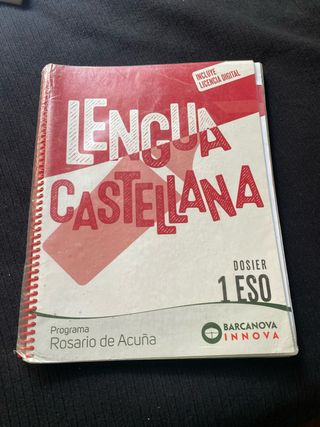 INCLUYE
LICENCIA DIGITAL
LENGUA
CASTELLANA
DOSIER
1 ESO
Programa
Rosario de Acuña
BARCANOVA
INNOVA